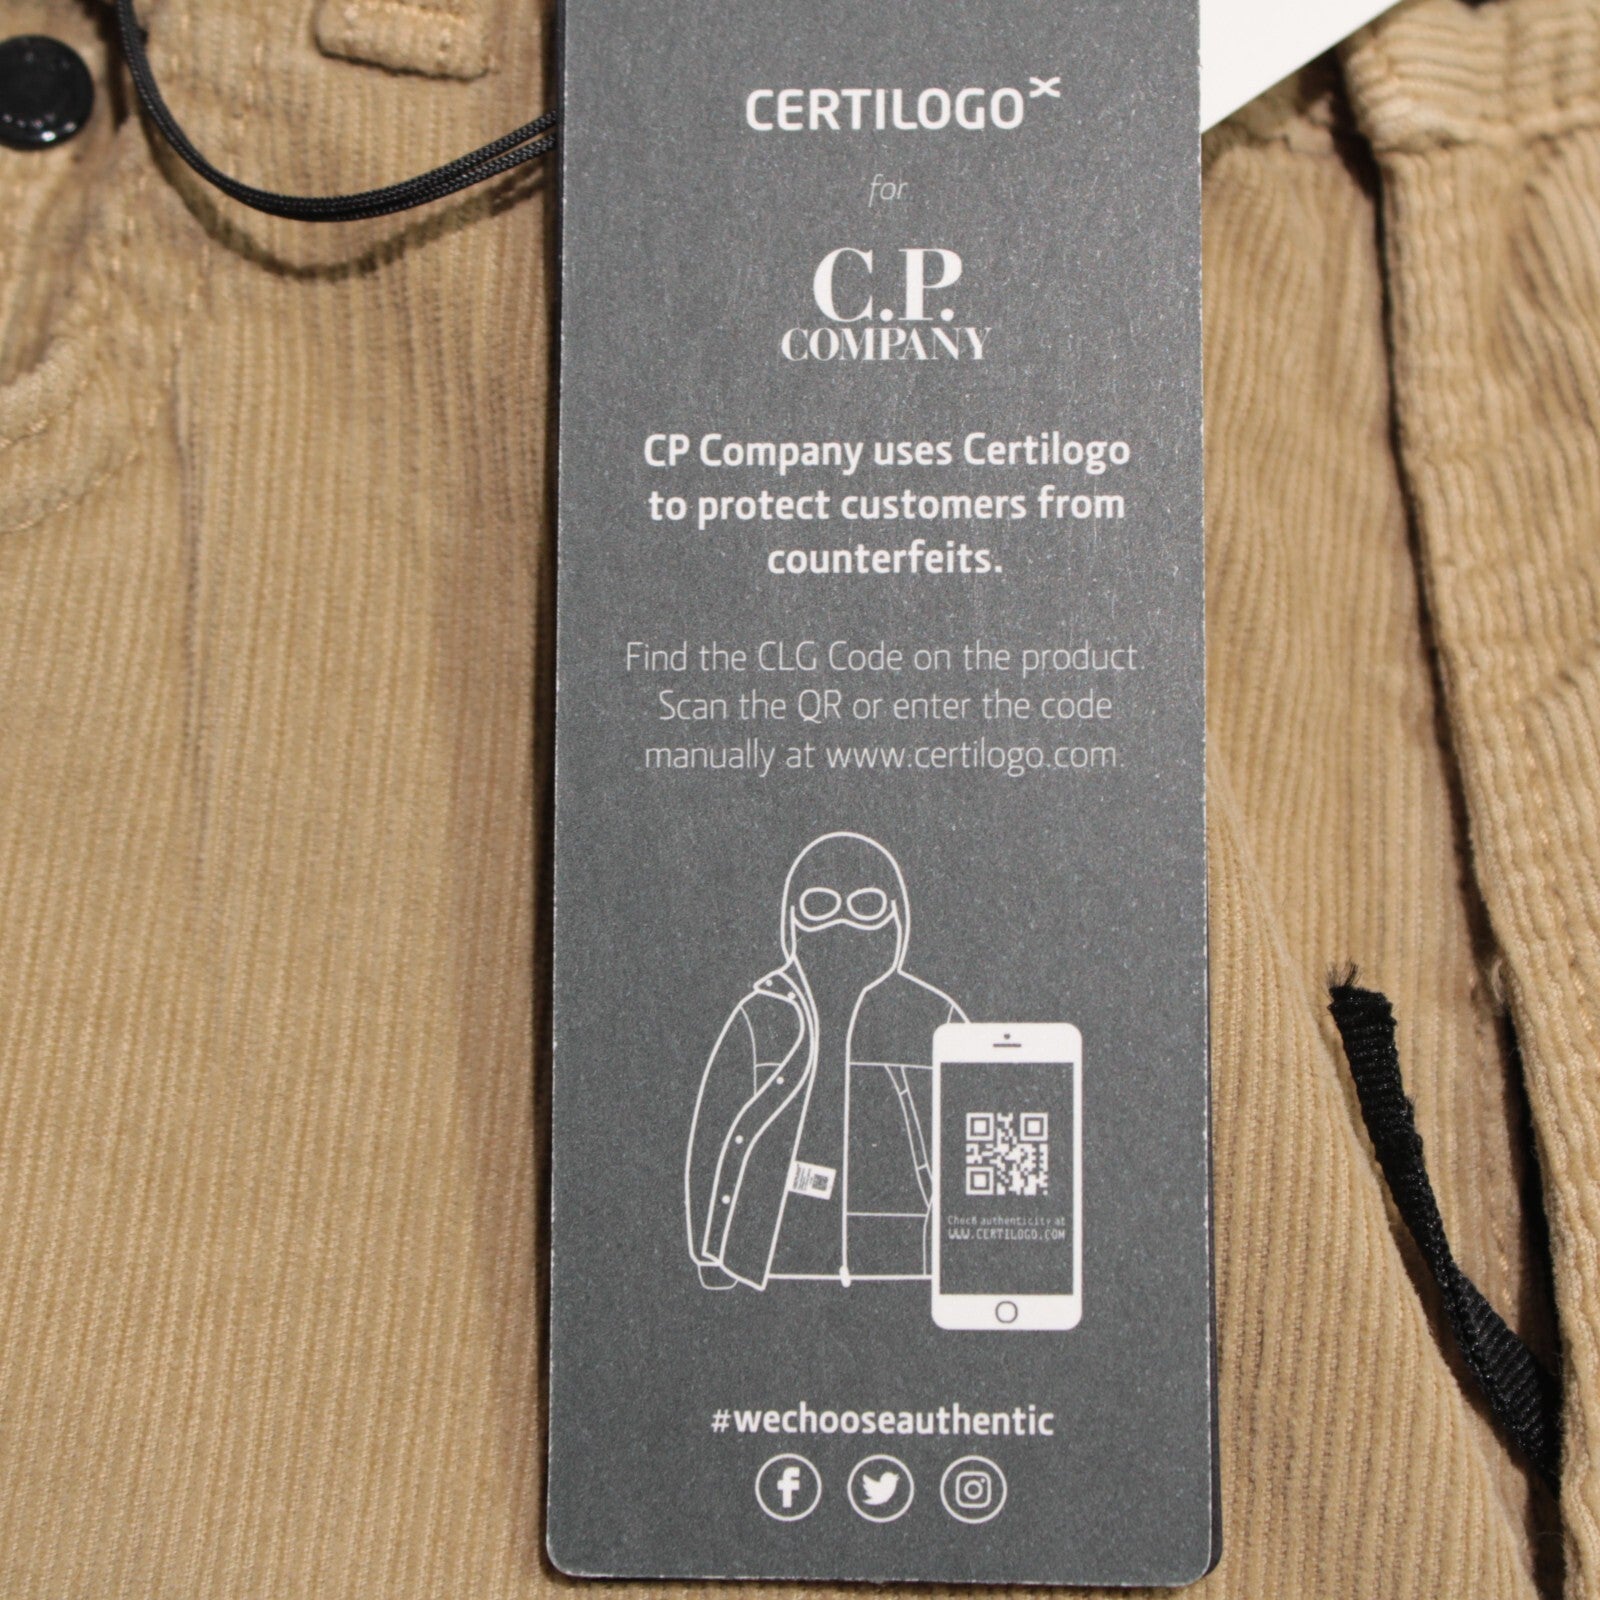 CERTILOGO
for
C.P.
COMPANY
CP Company uses Certilogo
to protect customers from
counterfeits.
Find the CLG Code on the product.
Scan the QR or enter the code
manually at www.certilogo.com.
Check authenticity at
WWW.CERTILOGO.COM
#wechooseauthentic